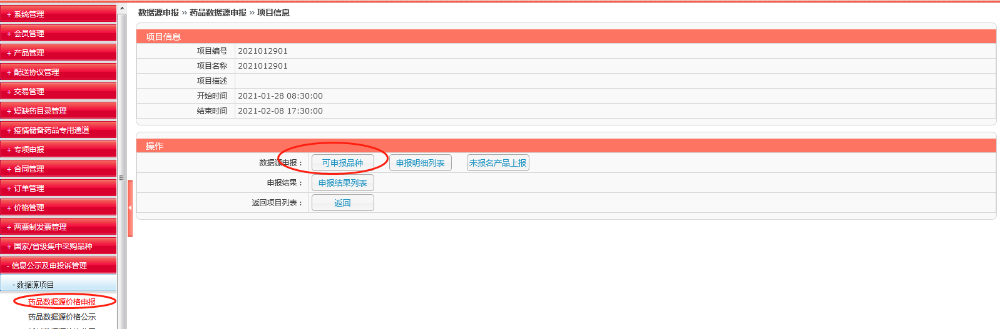 + 系统管理
+ 会员管理
+ 产品管理
+ 配送协议管理
+ 交易管理
+ 短缺药目录管理
+ 疫情储备药品专用通道
+ 专项申报
+ 合同管理
+ 订单管理
+ 价格管理
+ 两票制发票管理
+ 国家/省级集中采购品种
- 信息公示及申投诉管理
- 数据源项目
药品数据源价格申报
药品数据源价格公示
数据源申报 » 药品数据源申报 » 项目信息
项目信息
项目编号 2021012901
项目名称 2021012901
项目描述
开始时间 2021-01-28 08:30:00
结束时间 2021-02-08 17:30:00
操作
数据源申报： 可申报品种 申报明细列表 未报名产品上报
申报结果： 申报结果列表
返回项目列表： 返回